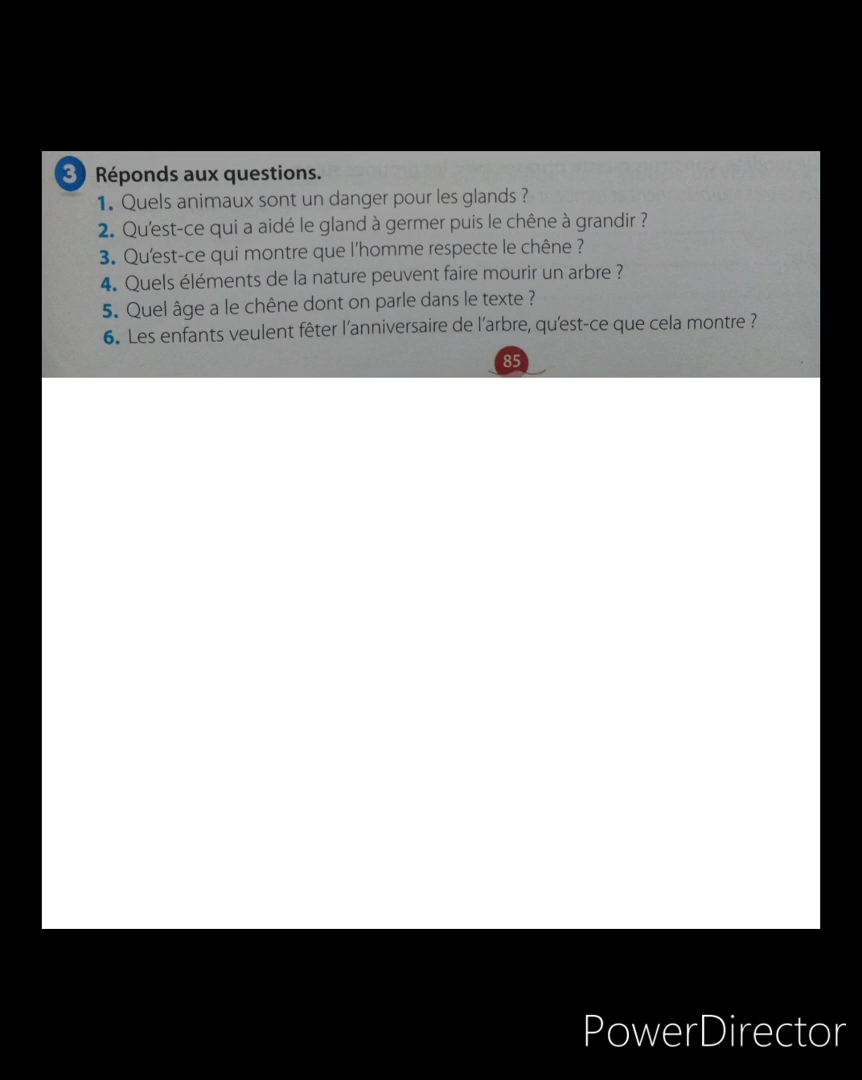 3 Réponds aux questions.
1. Quels animaux sont un danger pour les glands ?
2. Qu'est-ce qui a aidé le gland à germer puis le chêne à grandir ?
3. Qu'est-ce qui montre que l'homme respecte le chêne ?
4. Quels éléments de la nature peuvent faire mourir un arbre ?
5. Quel âge a le chêne dont on parle dans le texte ?
6. Les enfants veulent fêter l'anniversaire de l'arbre, qu'est-ce que cela montre ?
85
PowerDirector